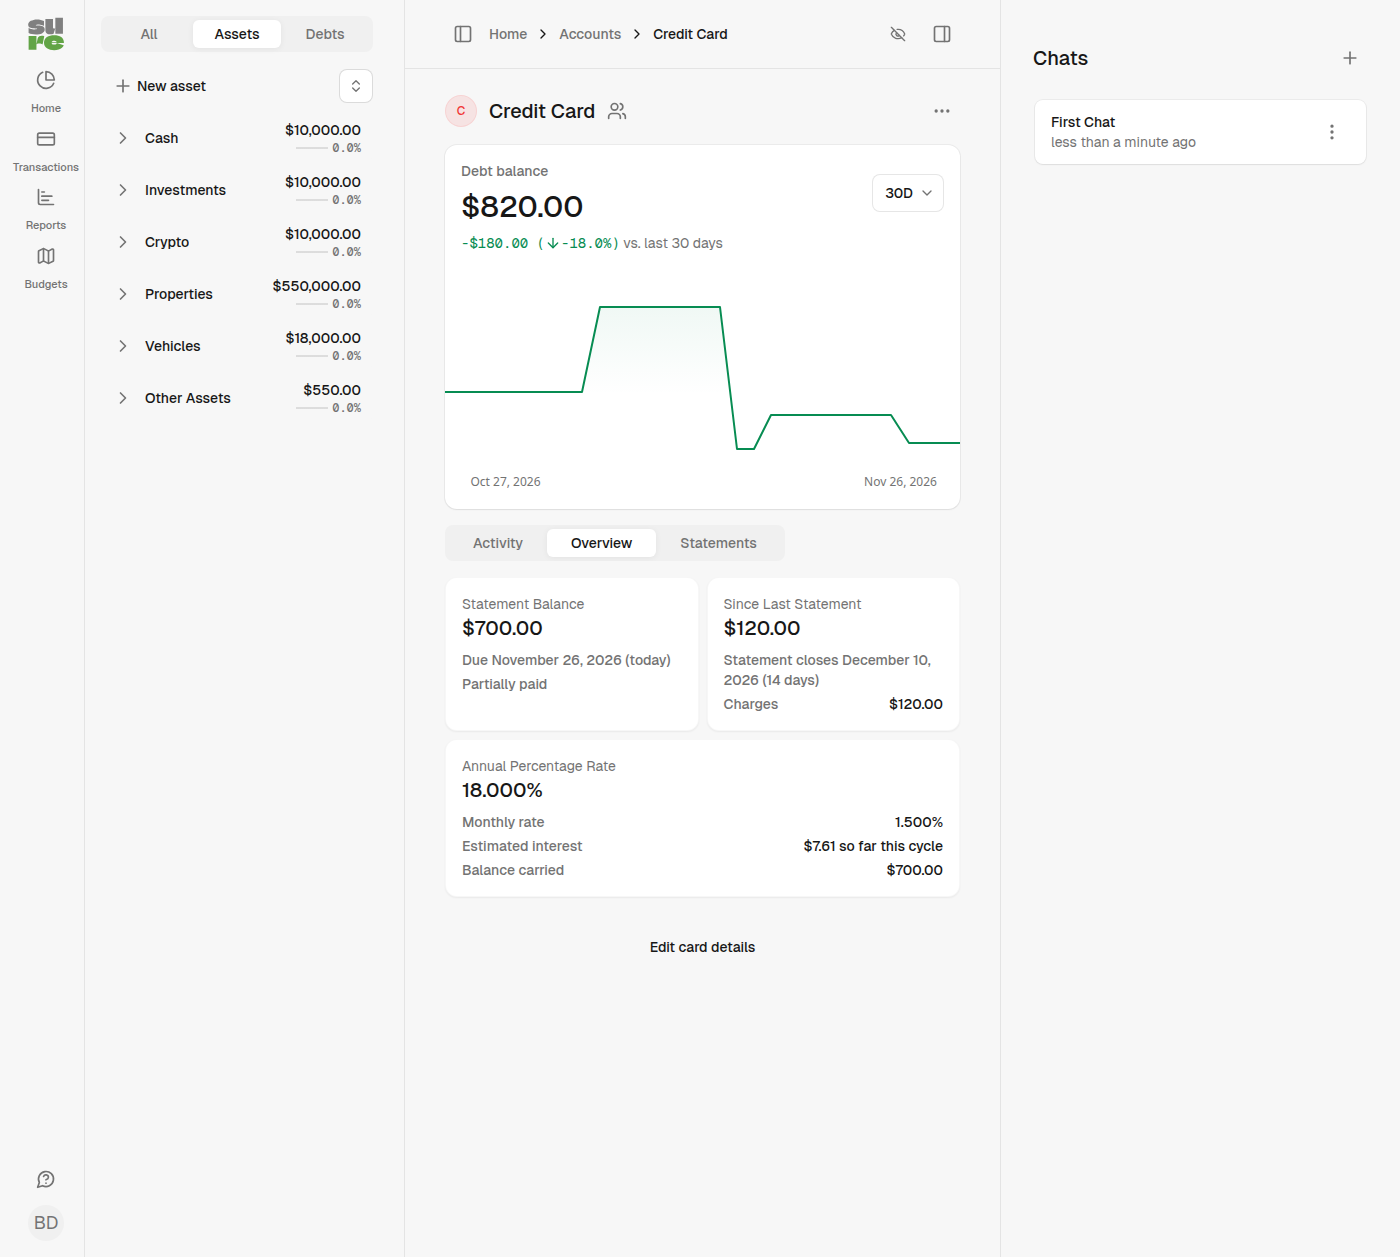 sure
Home
Transactions
Reports
Budgets
BD
All
Assets
Debts
New asset
Cash
$10,000.00
0.0%
Investments
$10,000.00
0.0%
Crypto
$10,000.00
0.0%
Properties
$550,000.00
0.0%
Vehicles
$18,000.00
0.0%
Other Assets
$550.00
0.0%
Home
Accounts
Credit Card
C
Credit Card
Debt balance
$820.00
-$180.00 (↓-18.0%) vs. last 30 days
30D
Oct 27, 2026
Nov 26, 2026
Activity
Overview
Statements
Statement Balance
$700.00
Due November 26, 2026 (today)
Partially paid
Since Last Statement
$120.00
Statement closes December 10,
2026 (14 days)
Charges
$120.00
Annual Percentage Rate
18.000%
Monthly rate
1.500%
Estimated interest
$7.61 so far this cycle
Balance carried
$700.00
Edit card details
Chats
First Chat
less than a minute ago